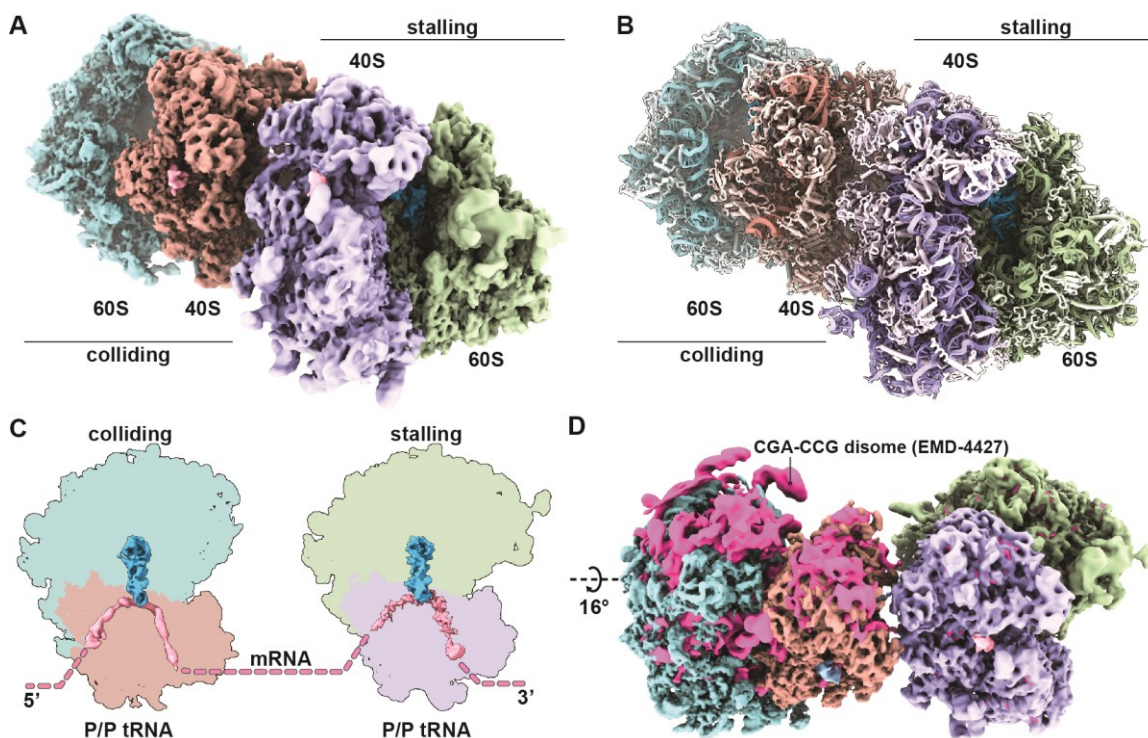 A
stalling
40S
60S
40S
colliding
60S
B
stalling
40S
60S
40S
colliding
60S
C
colliding
stalling
mRNA
5’
3’
P/P tRNA
P/P tRNA
D
CGA-CCG disome (EMD-4427)
16°